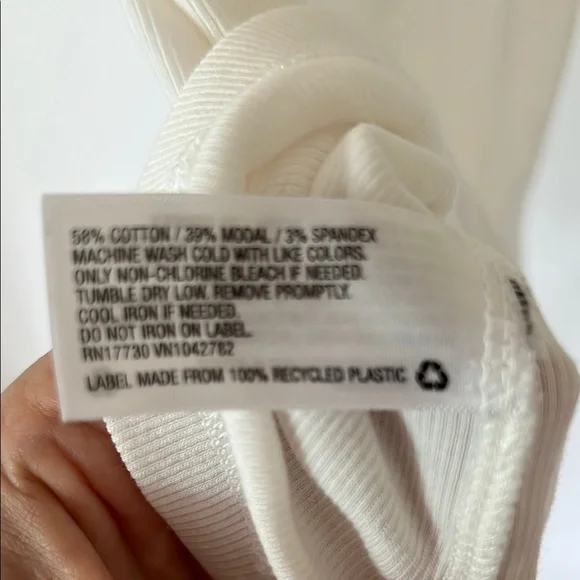 58% COTTON / 39% MODAL / 3% SPANDEX
MACHINE WASH COLD WITH LIKE COLORS.
ONLY NON-CHLORINE BLEACH IF NEEDED.
TUMBLE DRY LOW. REMOVE PROMPTLY.
COOL IRON IF NEEDED.
DO NOT IRON ON LABEL.
RN17730 VN1042762
LABEL MADE FROM 100% RECYCLED PLASTIC